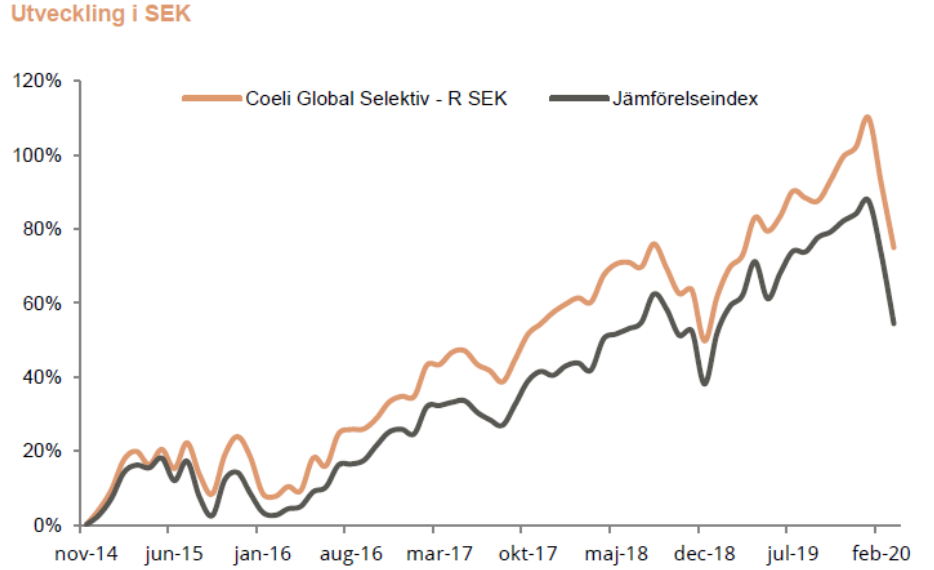 Utveckling i SEK
120%
Coeli Global Selektiv - R SEK
Jämförelseindex
100%
80%
60%
40%
20%
0%
nov-14 jun-15 jan-16 aug-16 mar-17 okt-17 maj-18 dec-18 jul-19 feb-20